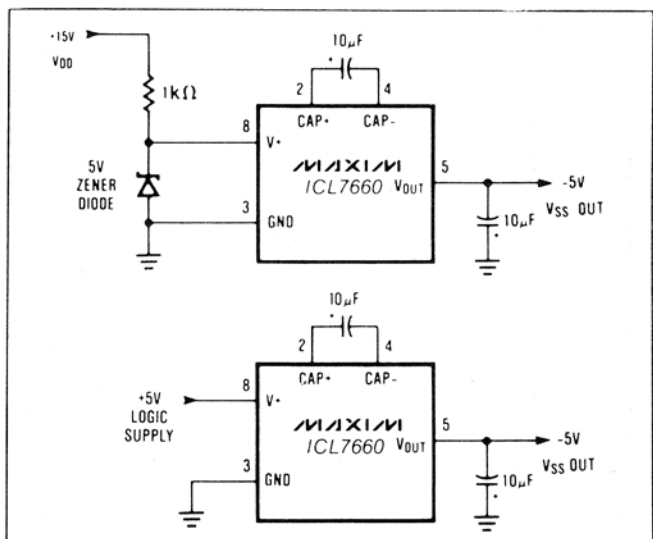 -15V
VDD
1kΩ
5V
ZENER
DIODE
10µF
+
2
4
CAP+
CAP-
8
V+
MAXIM
ICL7660
VOUT
5
-5V
VSS OUT
3
GND
10µF
+
10µF
+
2
4
CAP+
CAP-
+5V
LOGIC
SUPPLY
8
V+
MAXIM
ICL7660
VOUT
5
-5V
VSS OUT
3
GND
10µF
+